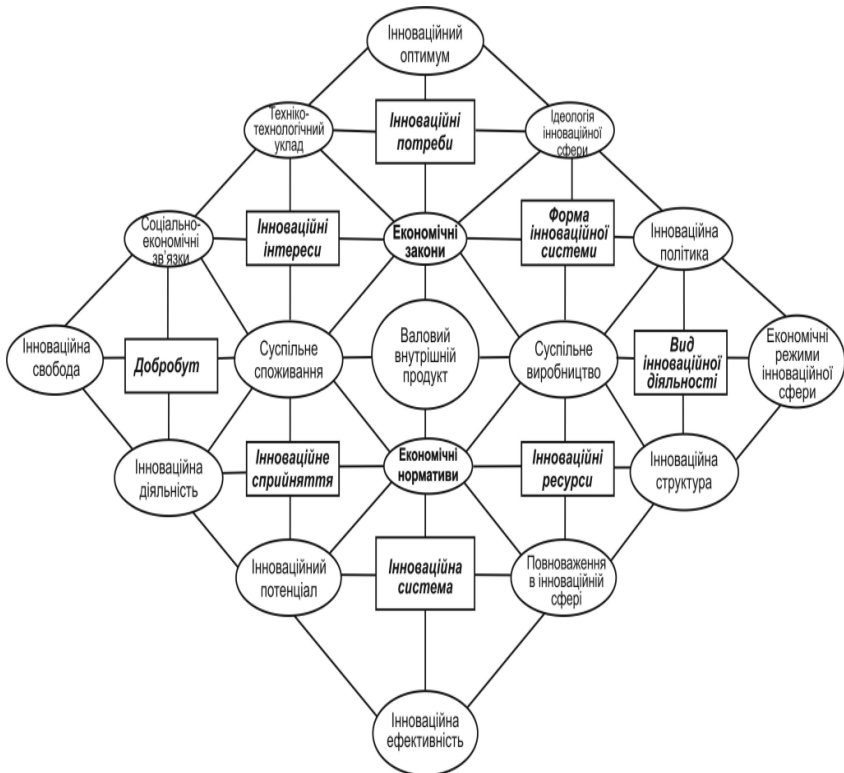 Інноваційний
оптимум
Техніко-
технологічний
уклад
Інноваційні
потреби
Ідеологія
інноваційної
сфери
Соціально-
економічні
зв'язки
Інноваційні
інтереси
Економічні
закони
Форма
інноваційної
системи
Інноваційна
політика
Інноваційна
свобода
Добробут
Суспільне
споживання
Валовий
внутрішній
продукт
Суспільне
виробництво
Вид
інноваційної
діяльності
Економічні
режими
інноваційної
сфери
Інноваційна
діяльність
Інноваційне
сприйняття
Економічні
нормативи
Інноваційні
ресурси
Інноваційна
структура
Інноваційний
потенціал
Інноваційна
система
Повноваження
в інноваційній
сфері
Інноваційна
ефективність